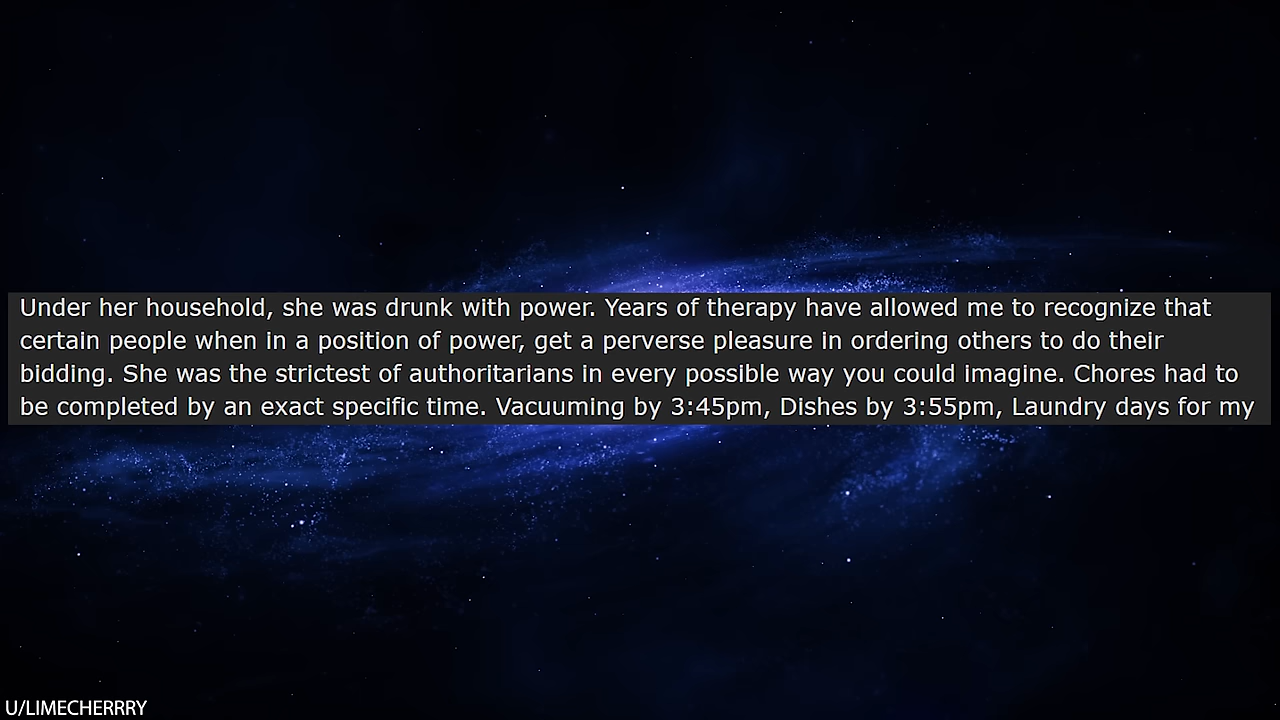 Under her household, she was drunk with power. Years of therapy have allowed me to recognize that
certain people when in a position of power, get a perverse pleasure in ordering others to do their
bidding. She was the strictest of authoritarians in every possible way you could imagine. Chores had to
be completed by an exact specific time. Vacuuming by 3:45pm, Dishes by 3:55pm, Laundry days for my
U/LIMECHERRRY